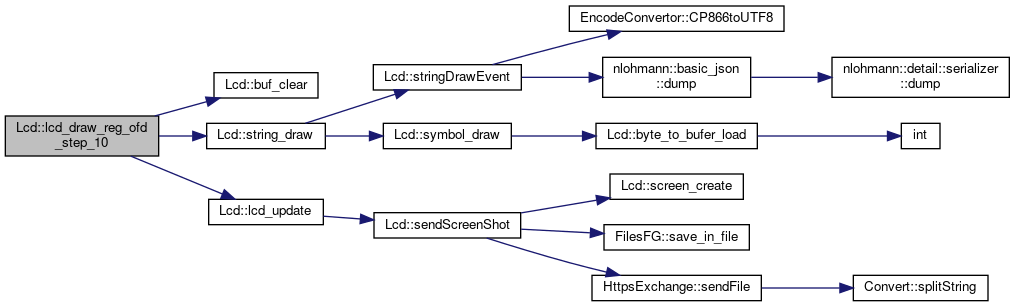 Lcd::lcd_draw_reg_ofd
_step_10
Lcd::buf_clear
Lcd::string_draw
Lcd::lcd_update
Lcd::stringDrawEvent
Lcd::symbol_draw
Lcd::sendScreenShot
EncodeConvertor::CP866toUTF8
nlohmann::basic_json
::dump
Lcd::byte_to_bufer_load
Lcd::screen_create
FilesFG::save_in_file
HttpsExchange::sendFile
nlohmann::detail::serializer
::dump
int
Convert::splitString